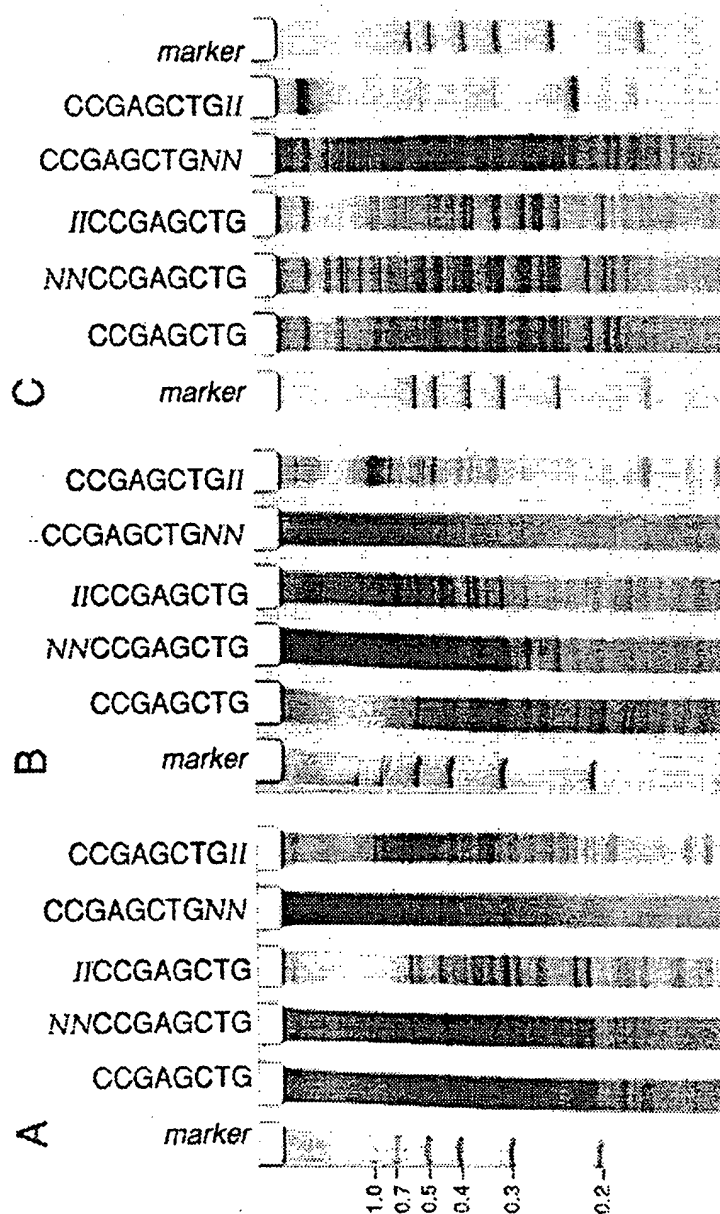 A
marker
CCGAGCTG
NNCCGAGCTG
IICCGAGCTG
CCGAGCTGNN
CCGAGCTGII
B
marker
CCGAGCTG
NNCCGAGCTG
IICCGAGCTG
CCGAGCTGNN
CCGAGCTGII
C
marker
CCGAGCTG
NNCCGAGCTG
IICCGAGCTG
CCGAGCTGNN
CCGAGCTGII
marker
1.0
0.7
0.5
0.4
0.3
0.2